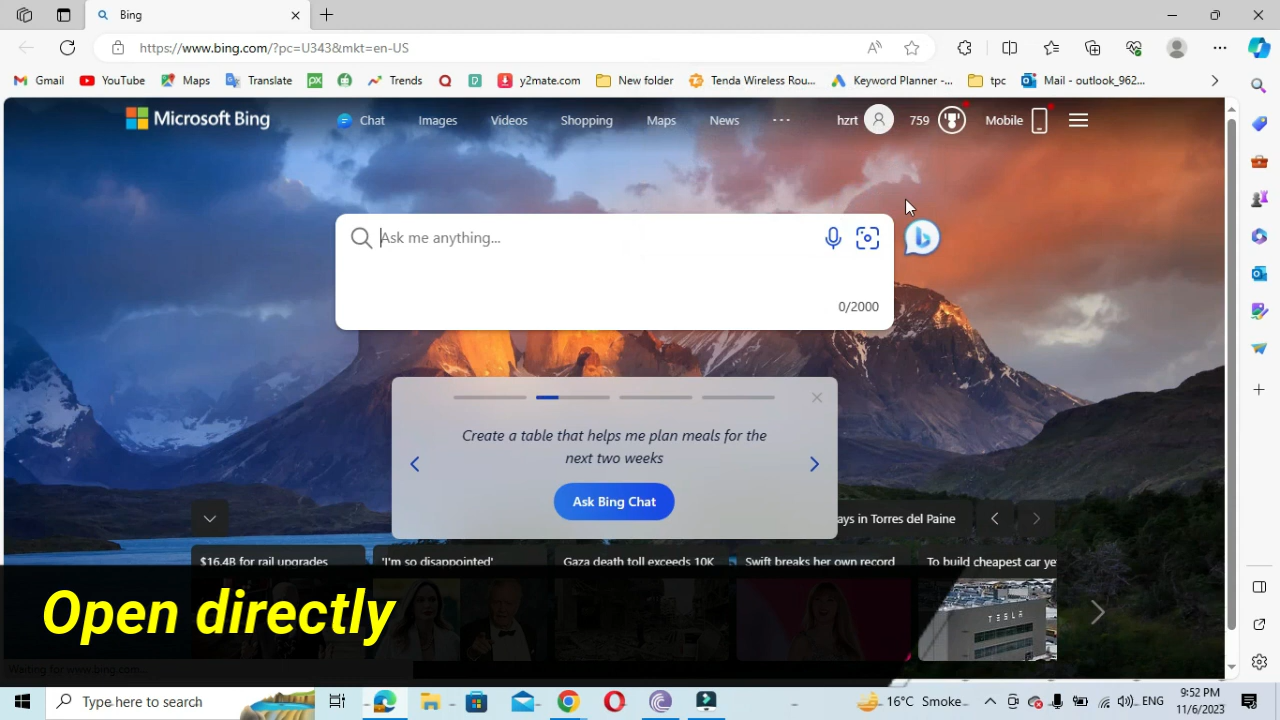 Bing
https://www.bing.com/?pc=U343&mkt=en-US
Gmail YouTube Maps Translate Trends y2mate.com New folder Tenda Wireless Rou... Keyword Planner -... tpc Mail - outlook_962...
Microsoft Bing Chat Images Videos Shopping Maps News hzrt 759 Mobile
Ask me anything...
0/2000
Create a table that helps me plan meals for the
next two weeks
Ask Bing Chat
ays in Torres del Paine
$16.4B for rail upgrades 'I'm so disappointed' Gaza death toll exceeds 10K Swift breaks her own record To build cheapest car ye
TESLA
Open directly
Waiting for www.bing.com...
Type here to search 16°C Smoke ENG 9:52 PM
11/6/2023